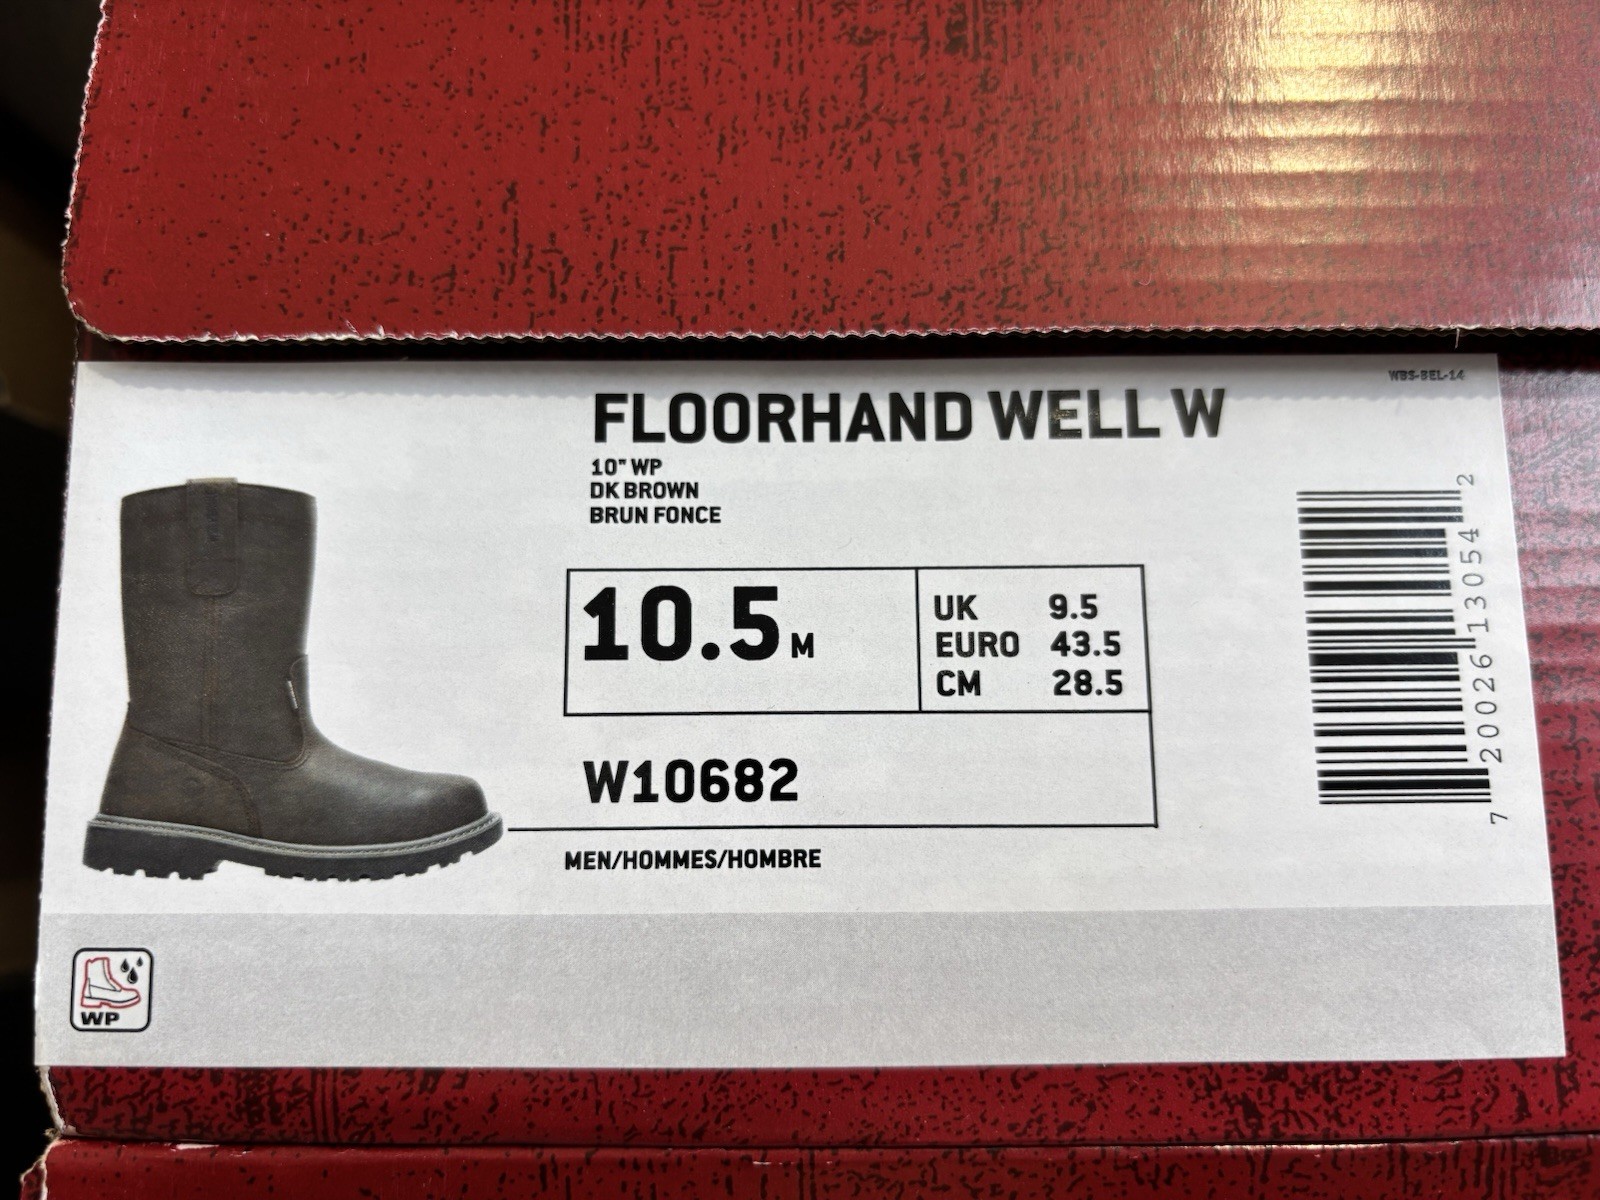 WBS-BEL-14
FLOORHAND WELL W
10" WP
DK BROWN
BRUN FONCE
10.5 M
UK 9.5
EURO 43.5
CM 28.5
W10682
MEN/HOMMES/HOMBRE
7 20026 13054 2
WP